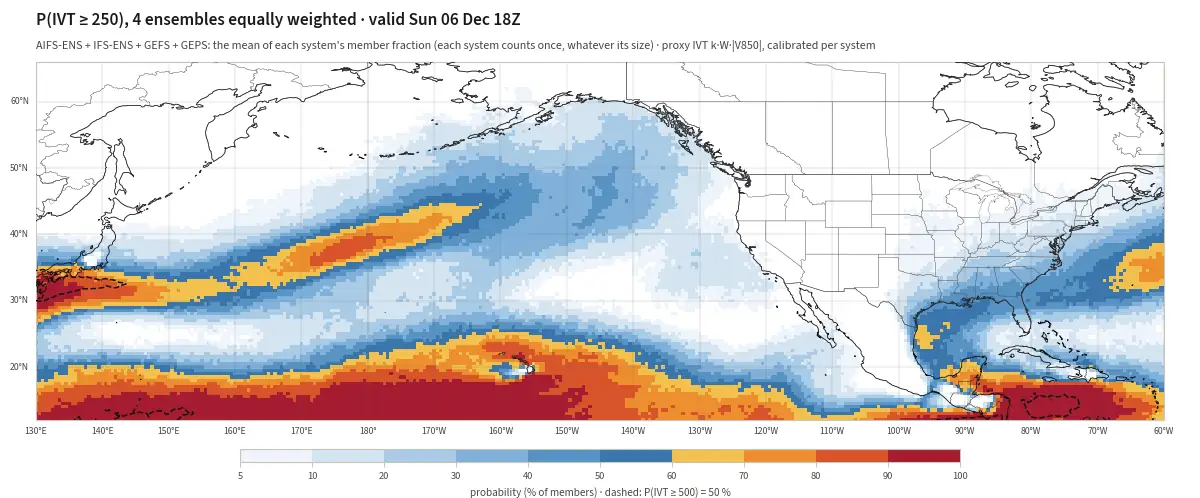 P(IVT ≥ 250), 4 ensembles equally weighted · valid Sun 06 Dec 18Z
AIFS-ENS + IFS-ENS + GEFS + GEPS: the mean of each system's member fraction (each system counts once, whatever its size) · proxy IVT k·W·|V850|, calibrated per system
60°N
50°N
40°N
30°N
20°N
130°E 140°E 150°E 160°E 170°E 180° 170°W 160°W 150°W 140°W 130°W 120°W 110°W 100°W 90°W 80°W 70°W 60°W
5 10 20 30 40 50 60 70 80 90 100
probability (% of members) · dashed: P(IVT ≥ 500) = 50 %